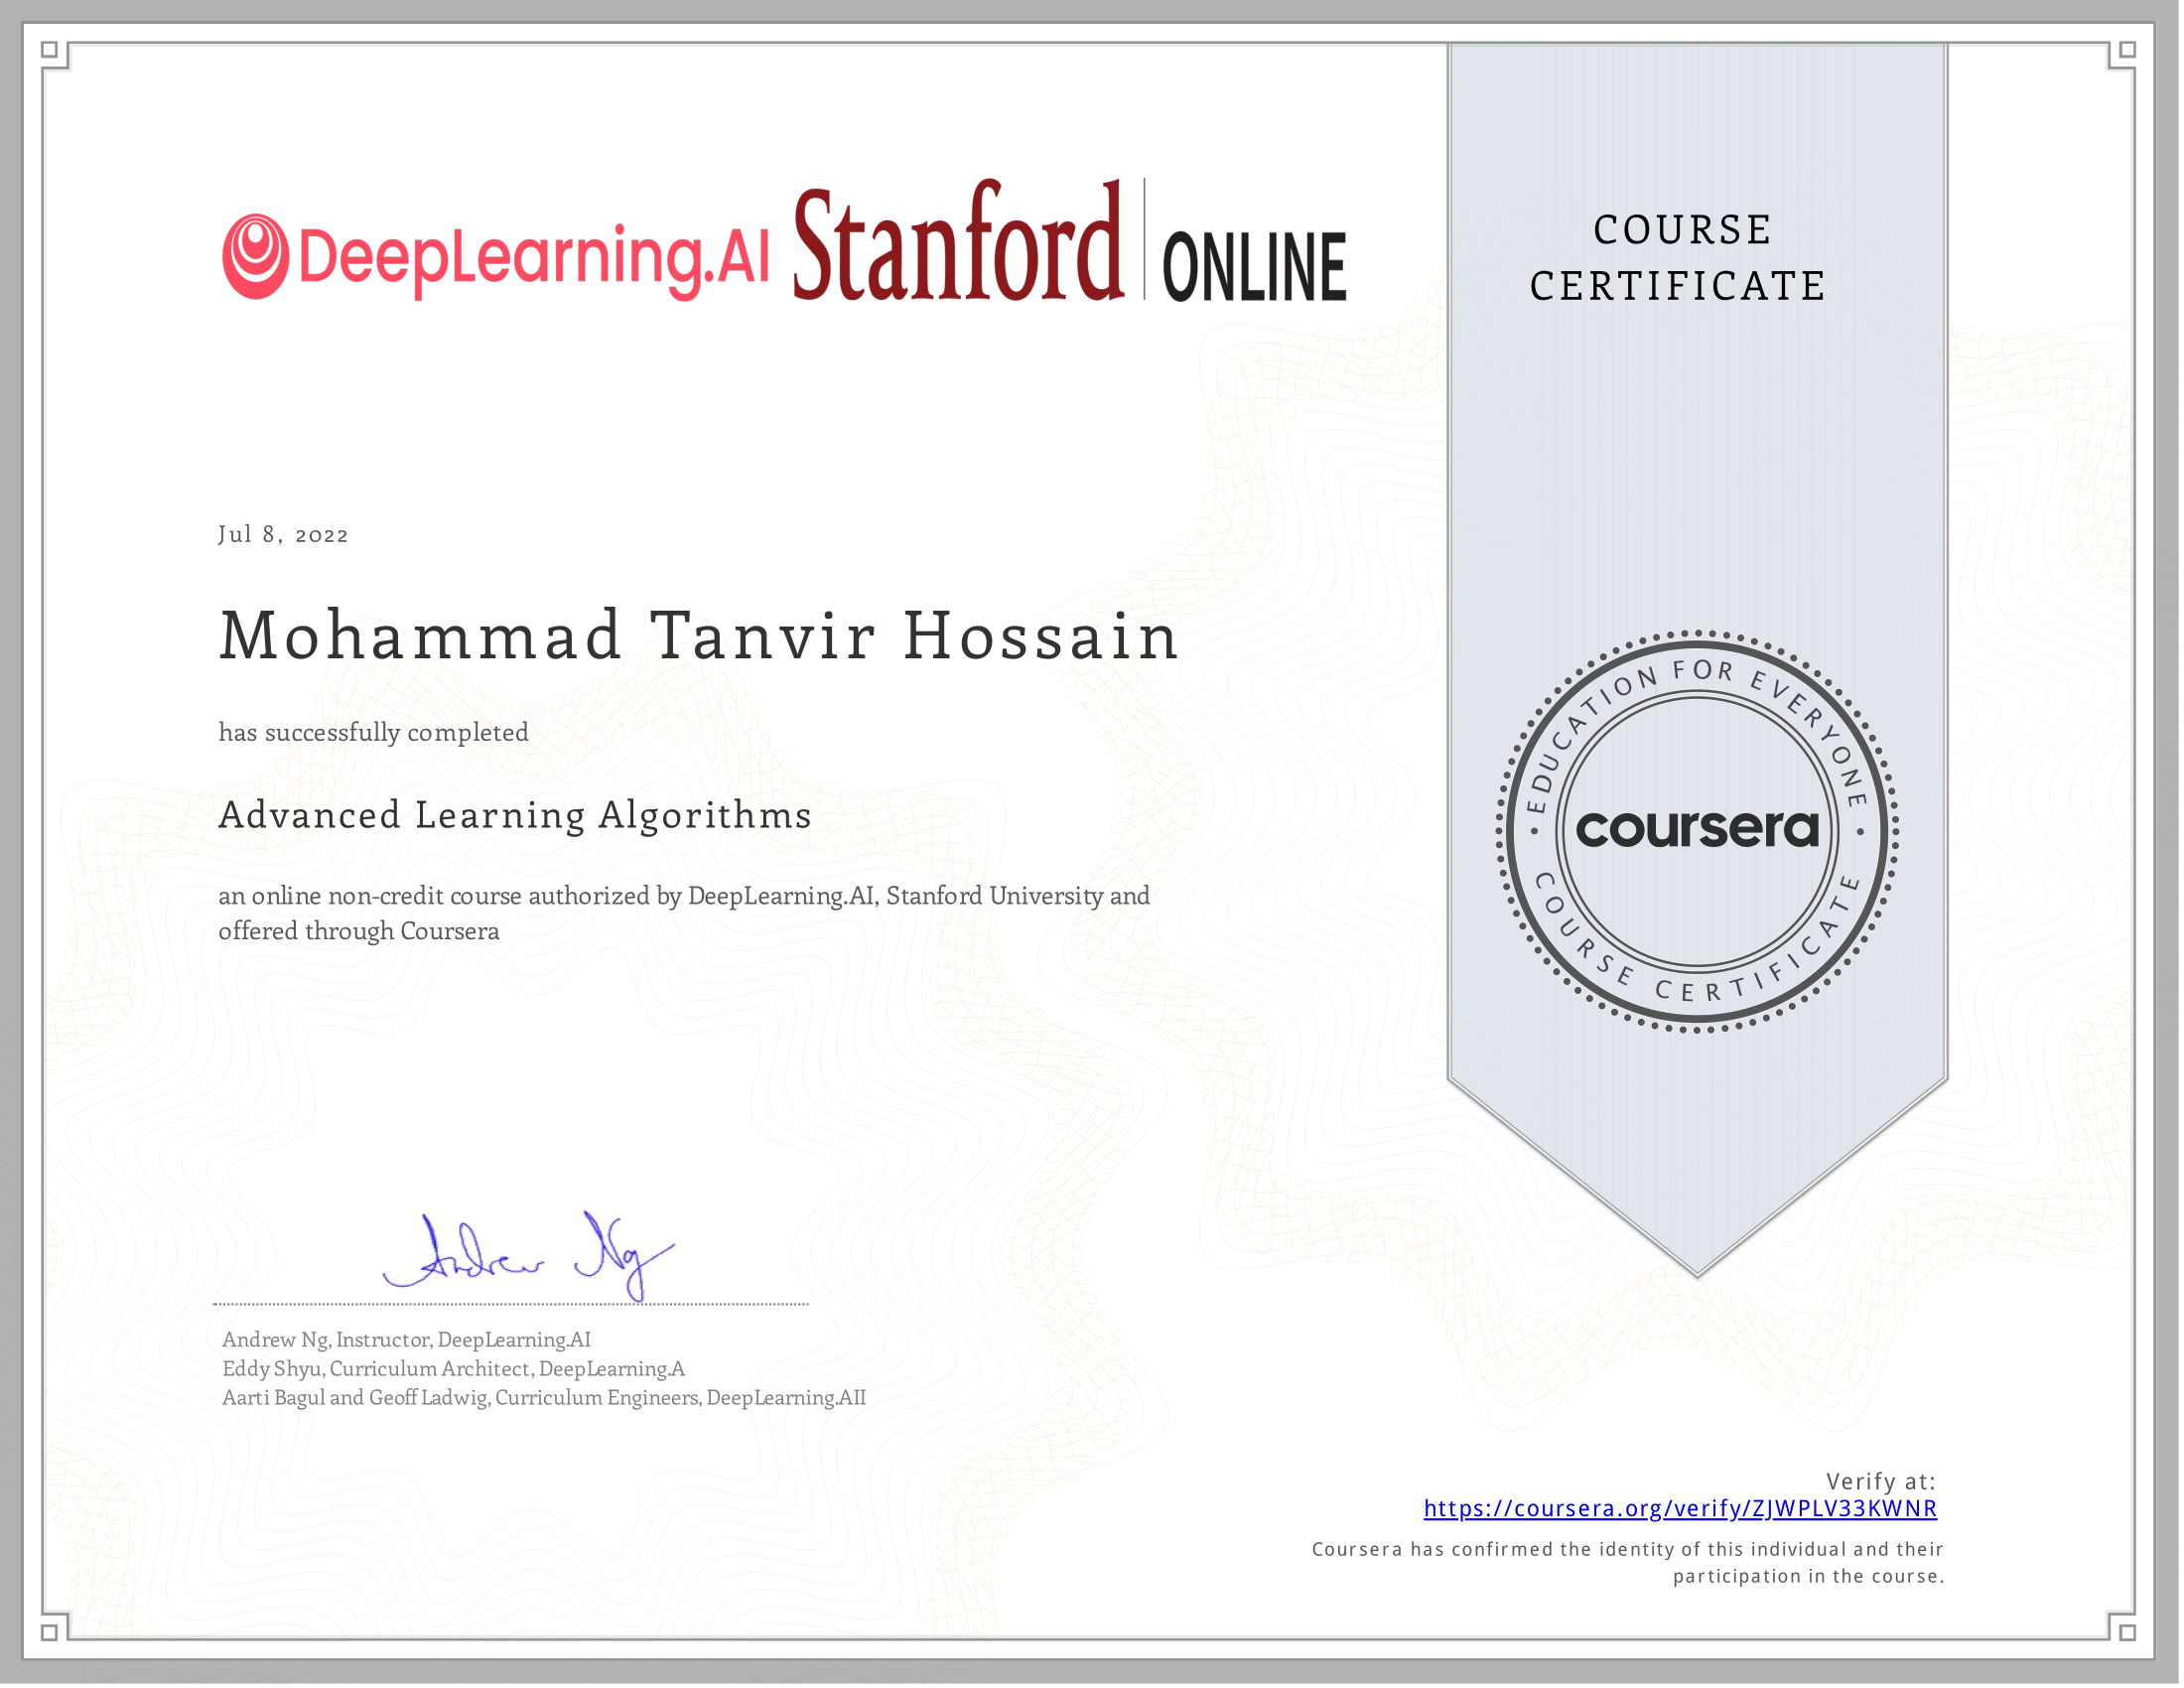 DeepLearning.AI Stanford ONLINE
COURSE
CERTIFICATE
Jul 8, 2022
Mohammad Tanvir Hossain
has successfully completed
Advanced Learning Algorithms
an online non-credit course authorized by DeepLearning.AI, Stanford University and
offered through Coursera
EDUCATION FOR EVERYONE
coursera
COURSE CERTIFICATE
Andrew Ng
Andrew Ng, Instructor, DeepLearning.AI
Eddy Shyu, Curriculum Architect, DeepLearning.A
Aarti Bagul and Geoff Ladwig, Curriculum Engineers, DeepLearning.AII
Verify at:
https://coursera.org/verify/ZJWPLV33KWNR
Coursera has confirmed the identity of this individual and their
participation in the course.